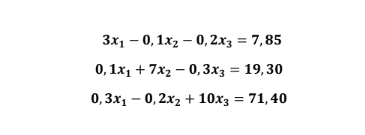 3x₁ − 0,1x₂ − 0,2x₃ = 7,85
0,1x₁ + 7x₂ − 0,3x₃ = 19,30
0,3x₁ − 0,2x₂ + 10x₃ = 71,40